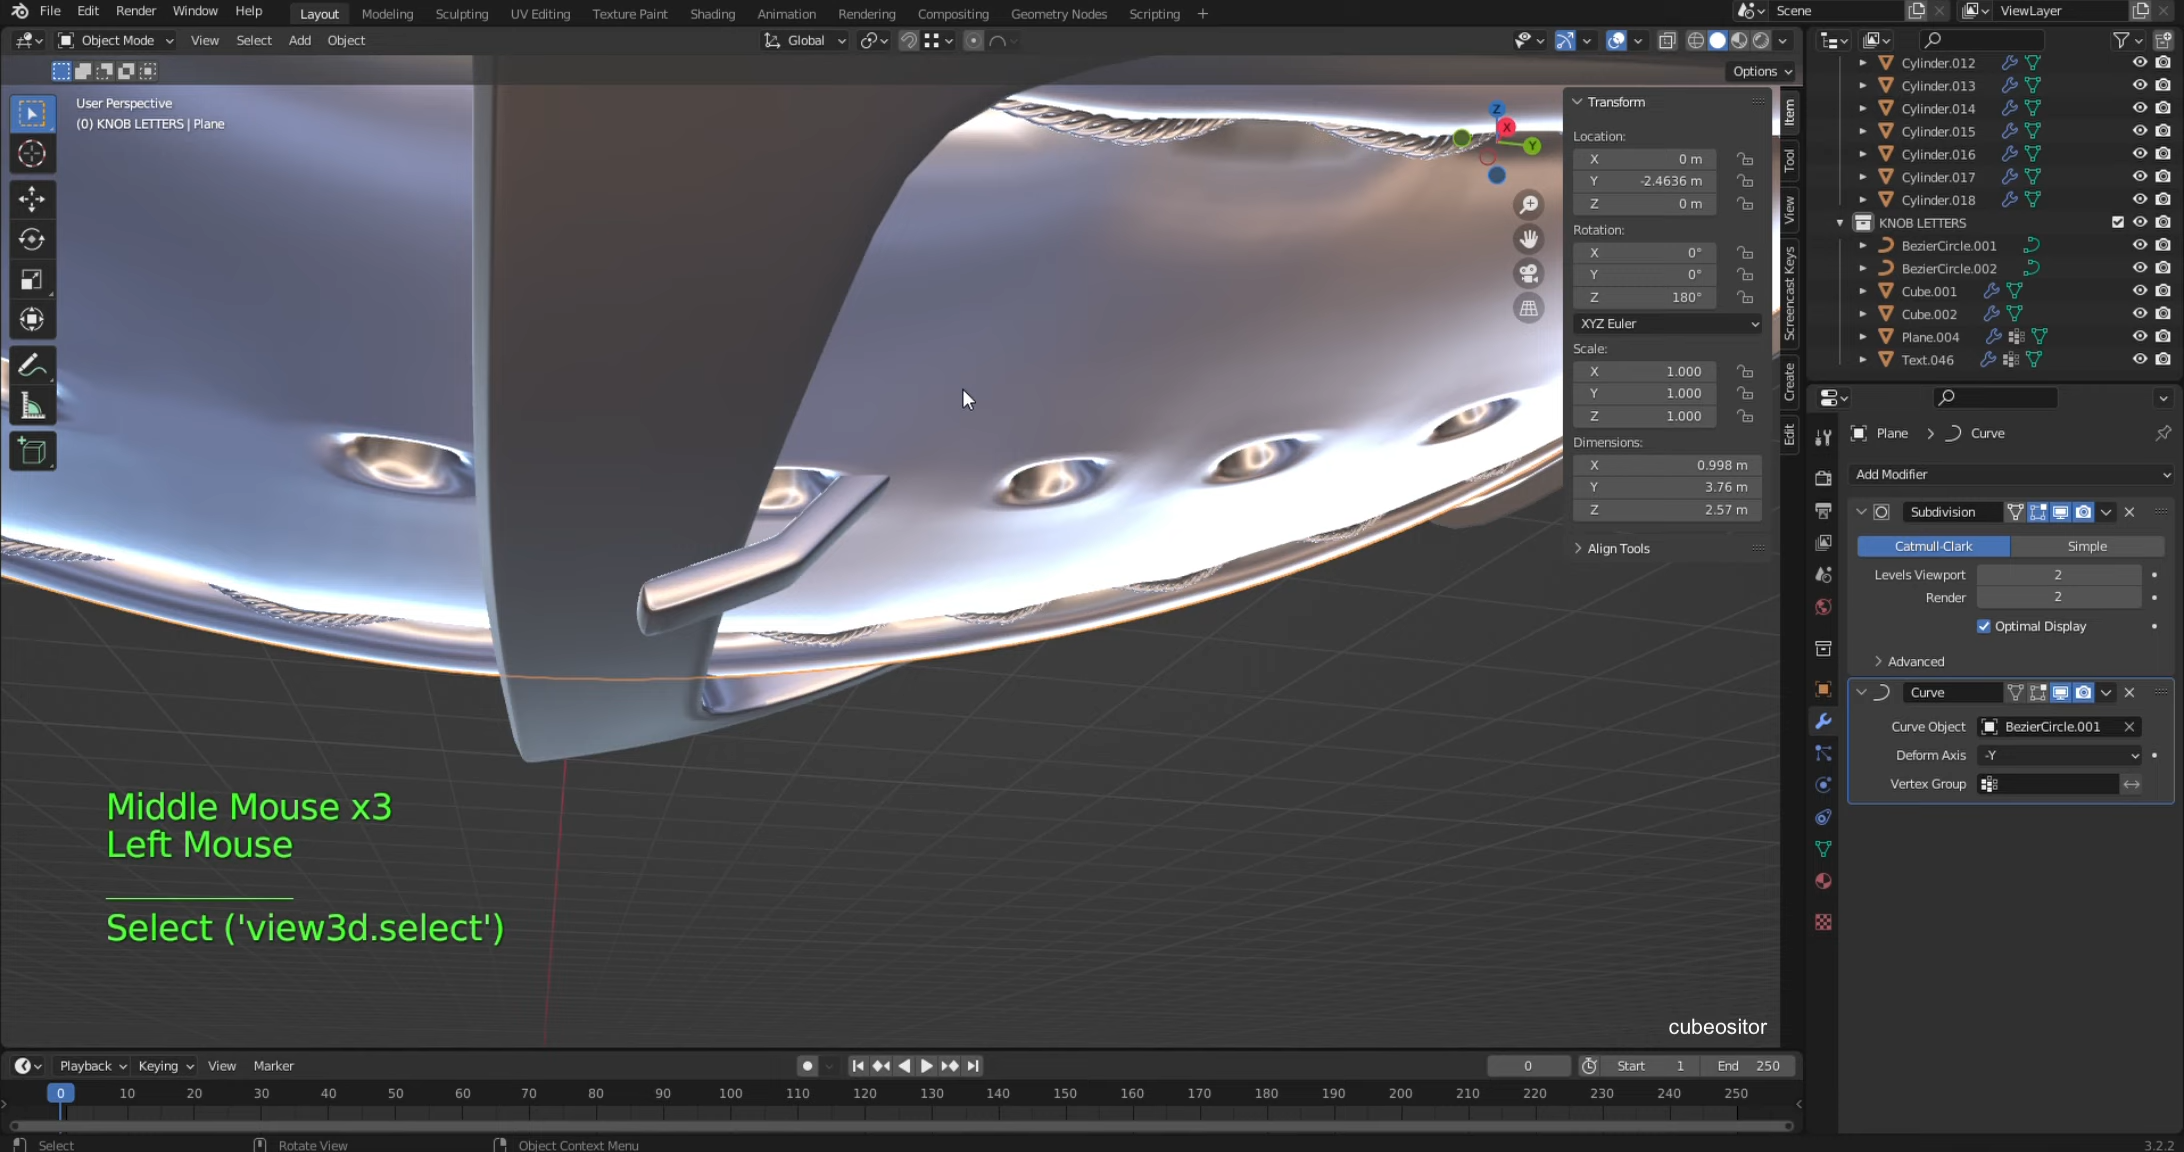 File Edit Render Window Help
Layout Modeling Sculpting UV Editing Texture Paint Shading Animation Rendering Compositing Geometry Nodes Scripting +
Scene
ViewLayer
Object Mode View Select Add Object
Global
Options
User Perspective
(0) KNOB LETTERS | Plane
Z
X
Y
Transform
Location:
X 0 m
Y -2.4636 m
Z 0 m
Rotation:
X 0°
Y 0°
Z 180°
XYZ Euler
Scale:
X 1.000
Y 1.000
Z 1.000
Dimensions:
X 0.998 m
Y 3.76 m
Z 2.57 m
Align Tools
Item
Tool
View
Screencast Keys
Create
Edit
Cylinder.012
Cylinder.013
Cylinder.014
Cylinder.015
Cylinder.016
Cylinder.017
Cylinder.018
KNOB LETTERS
BezierCircle.001
BezierCircle.002
Cube.001
Cube.002
Plane.004
Text.046
Plane > Curve
Add Modifier
Subdivision
Catmull-Clark Simple
Levels Viewport 2
Render 2
Optimal Display
Advanced
Curve
Curve Object BezierCircle.001
Deform Axis -Y
Vertex Group
Middle Mouse x3
Left Mouse
Select ('view3d.select')
cubeositor
Playback Keying View Marker
0 Start 1 End 250
0 10 20 30 40 50 60 70 80 90 100 110 120 130 140 150 160 170 180 190 200 210 220 230 240 250
Select Rotate View Object Context Menu
3.2.2